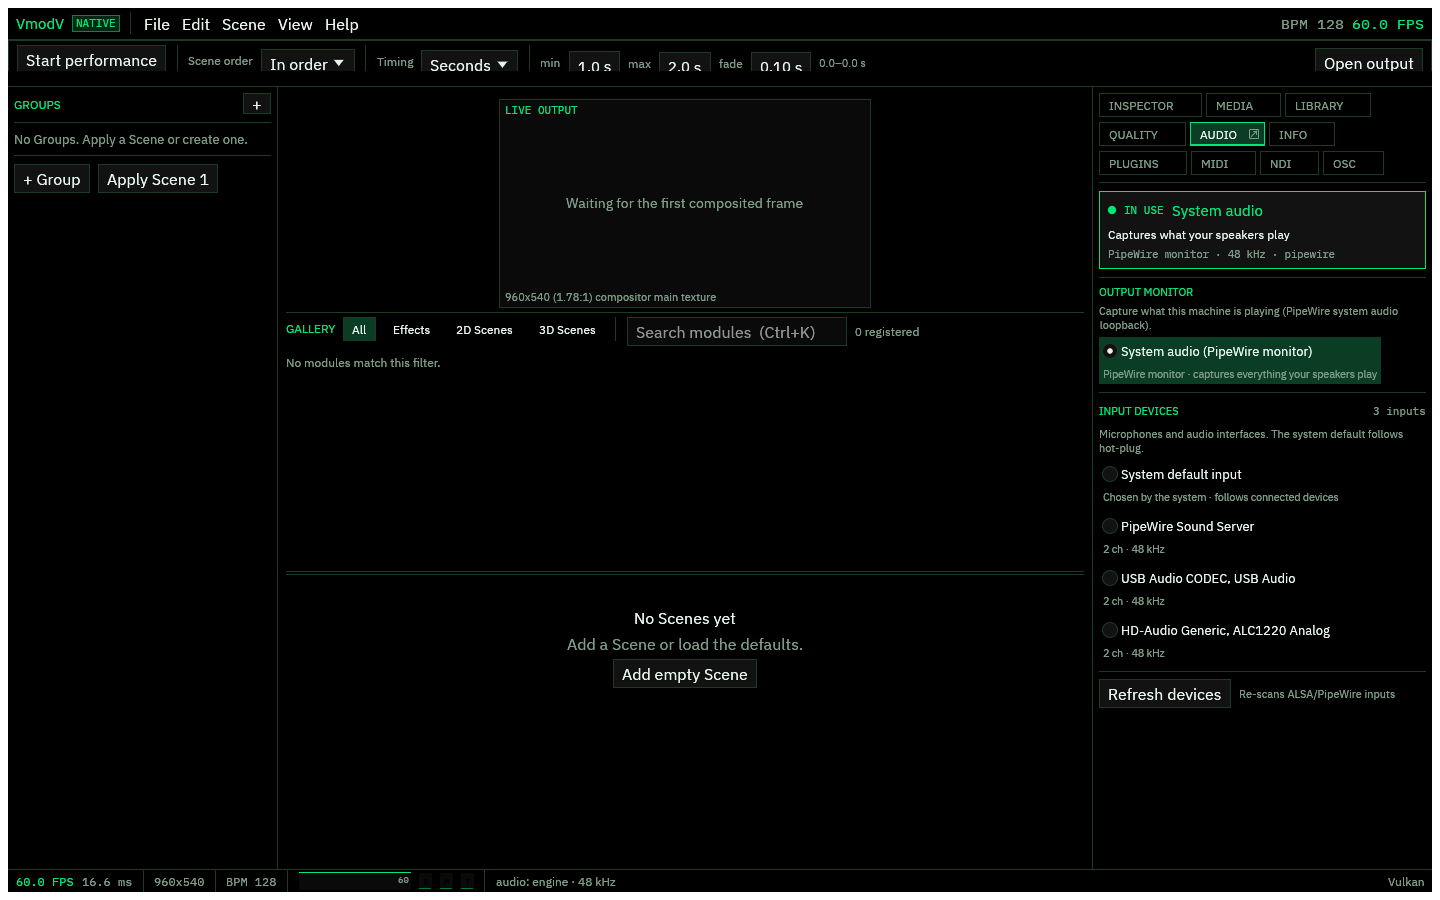 VmodV NATIVE File Edit Scene View Help BPM 128 60.0 FPS
Start performance Scene order In order Timing Seconds min 1.0 s max 2.0 s fade 0.10 s 0.0–0.0 s Open output
GROUPS +
No Groups. Apply a Scene or create one.
+ Group Apply Scene 1
LIVE OUTPUT
Waiting for the first composited frame
960x540 (1.78:1) compositor main texture
GALLERY All Effects 2D Scenes 3D Scenes Search modules (Ctrl+K) 0 registered
No modules match this filter.
No Scenes yet
Add a Scene or load the defaults.
Add empty Scene
INSPECTOR MEDIA LIBRARY
QUALITY AUDIO INFO
PLUGINS MIDI NDI OSC
IN USE System audio
Captures what your speakers play
PipeWire monitor · 48 kHz · pipewire
OUTPUT MONITOR
Capture what this machine is playing (PipeWire system audio
loopback).
System audio (PipeWire monitor)
PipeWire monitor · captures everything your speakers play
INPUT DEVICES 3 inputs
Microphones and audio interfaces. The system default follows
hot-plug.
System default input
Chosen by the system · follows connected devices
PipeWire Sound Server
2 ch · 48 kHz
USB Audio CODEC, USB Audio
2 ch · 48 kHz
HD-Audio Generic, ALC1220 Analog
2 ch · 48 kHz
Refresh devices Re-scans ALSA/PipeWire inputs
60.0 FPS 16.6 ms 960x540 BPM 128 60 audio: engine · 48 kHz Vulkan